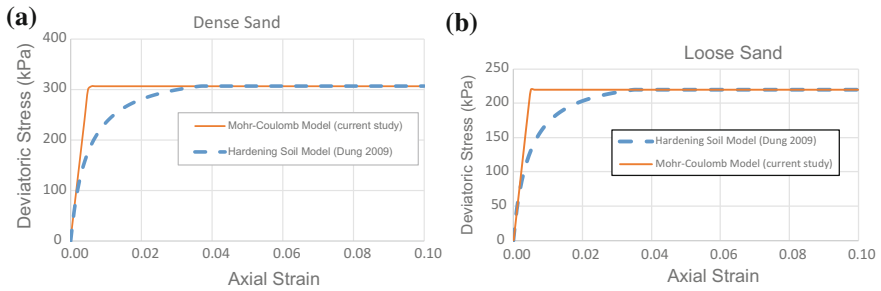 (a)
Dense Sand
Deviatoric Stress (kPa)
400
300
200
100
0
Mohr-Coulomb Model (current study)
Hardening Soil Model (Dung 2009)
0.00 0.02 0.04 0.06 0.08 0.10
Axial Strain
(b)
Loose Sand
Deviatoric Stress (kPa)
250
200
150
100
50
0
Hardening Soil Model (Dung 2009)
Mohr-Coulomb Model (current study)
0.00 0.02 0.04 0.06 0.08 0.10
Axial Strain